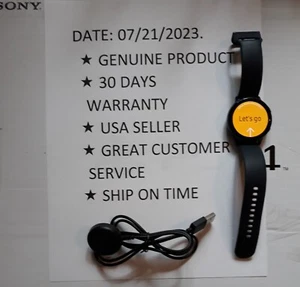 SONY
DATE: 07/21/2023.
★ GENUINE PRODUCT
★ 30 DAYS
WARRANTY
★ USA SELLER
★ GREAT CUSTOMER
SERVICE
★ SHIP ON TIME
Let's go
1